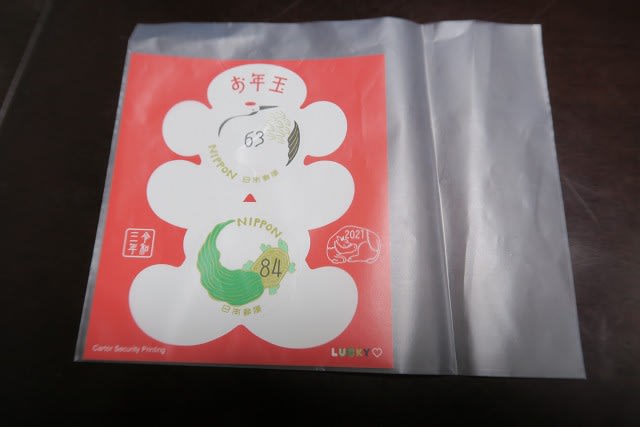 お年玉
63
NIPPON
日本郵便
NIPPON
84
日本郵便
令和
三年
2021
Cartor Security Printing
LUCKY